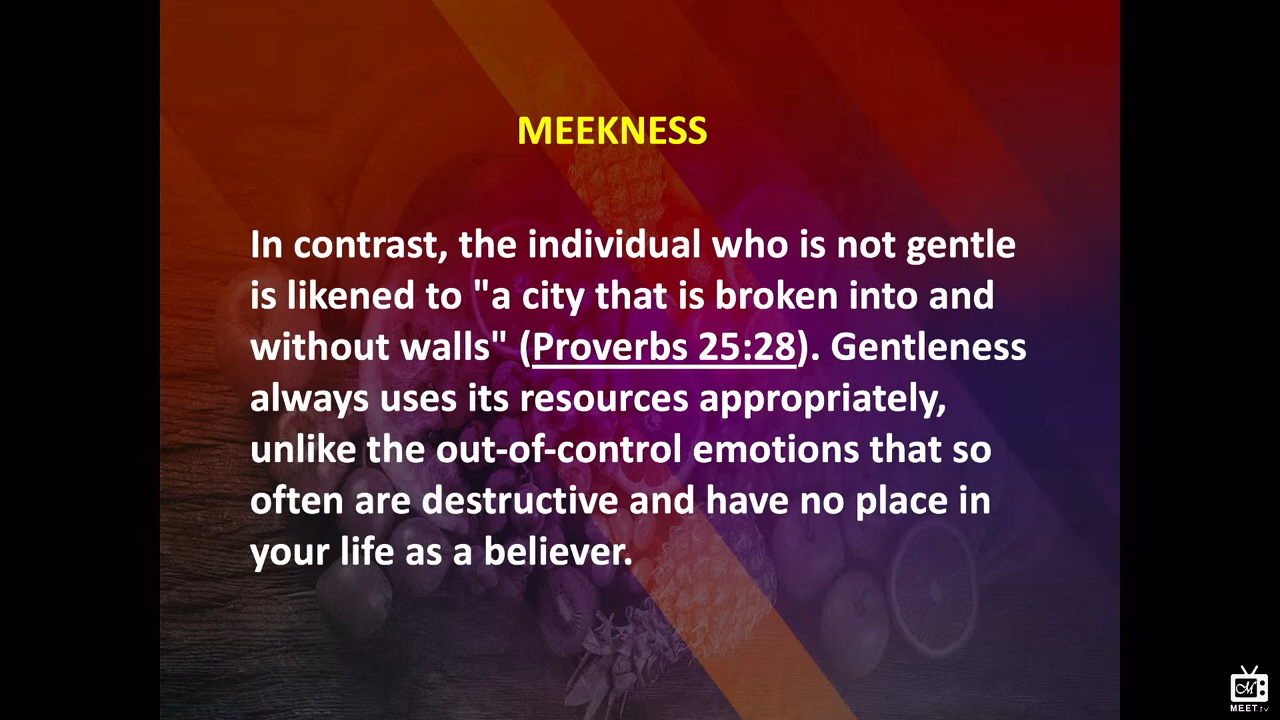 MEEKNESS
In contrast, the individual who is not gentle
is likened to "a city that is broken into and
without walls" (Proverbs 25:28). Gentleness
always uses its resources appropriately,
unlike the out-of-control emotions that so
often are destructive and have no place in
your life as a believer.
M
MEET.tv